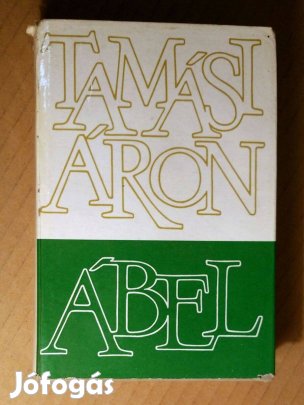 TAMÁSI
ÁRON
ÁBEL
Jófogás